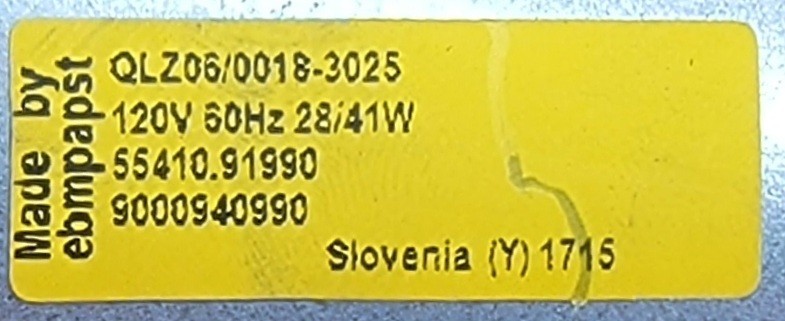 Made by
ebmpapst
QLZ06/0018-3025
120V 60Hz 28/41W
55410.91990
9000940990
Slovenia (Y) 1715